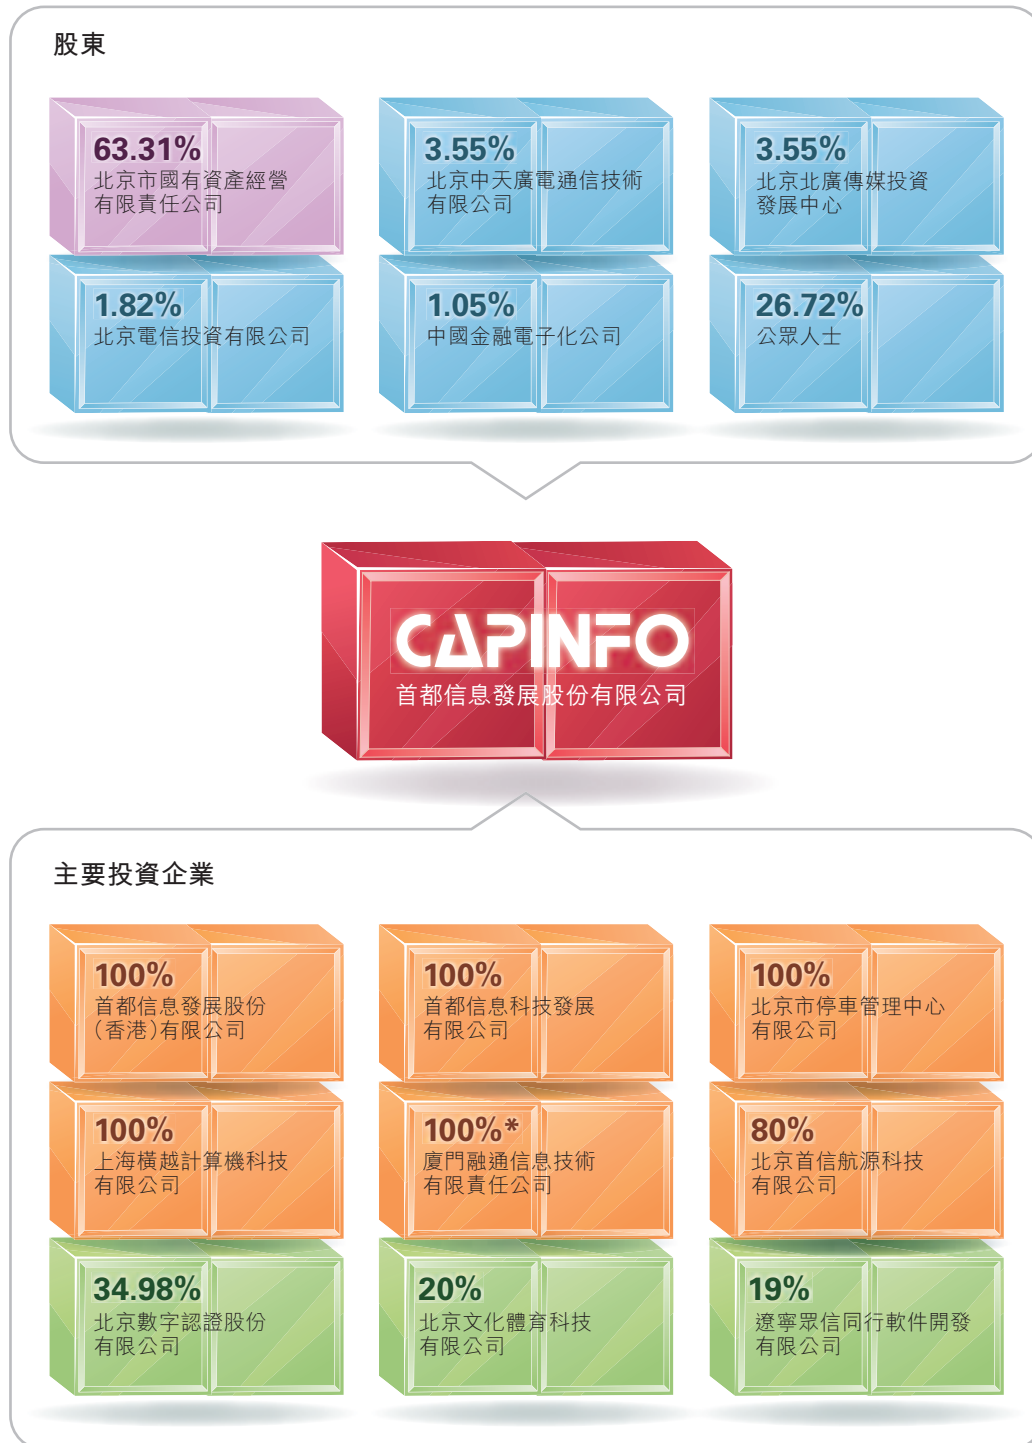 股東
63.31%
北京市國有資產經營
有限責任公司
3.55%
北京中天廣電通信技術
有限公司
3.55%
北京北廣傳媒投資
發展中心
1.82%
北京電信投資有限公司
1.05%
中國金融電子化公司
26.72%
公眾人士
CAPINFO
首都信息發展股份有限公司
主要投資企業
100%
首都信息發展股份
（香港）有限公司
100%
首都信息科技發展
有限公司
100%
北京市停車管理中心
有限公司
100%
上海橫越計算機科技
有限公司
100%*
廈門融通信息技術
有限責任公司
80%
北京首信航源科技
有限公司
34.98%
北京數字認證股份
有限公司
20%
北京文化體育科技
有限公司
19%
遼寧眾信同行軟件開發
有限公司